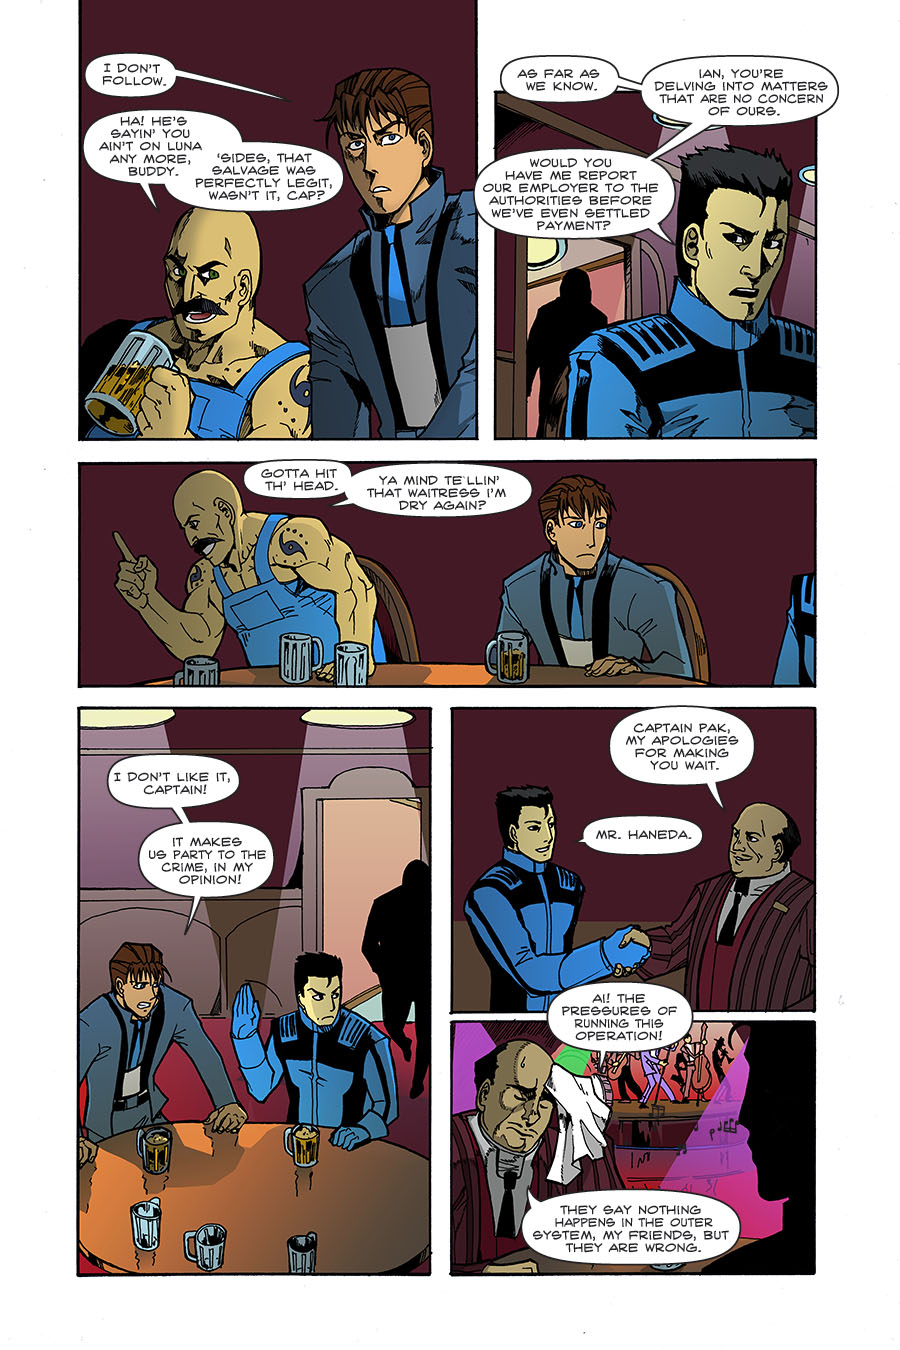 I DON'T
FOLLOW.
HA! HE'S
SAYIN' YOU
AIN'T ON LUNA
ANY MORE,
BUDDY.
'SIDES, THAT
SALVAGE WAS
PERFECTLY LEGIT,
WASN'T IT, CAP?
AS FAR AS
WE KNOW.
IAN, YOU'RE
DELVING INTO MATTERS
THAT ARE NO CONCERN
OF OURS.
WOULD YOU
HAVE ME REPORT
OUR EMPLOYER TO THE
AUTHORITIES BEFORE
WE'VE EVEN SETTLED
PAYMENT?
GOTTA HIT
TH' HEAD.
YA MIND TE`LLIN'
THAT WAITRESS I'M
DRY AGAIN?
I DON'T LIKE IT,
CAPTAIN!
IT MAKES
US PARTY TO THE
CRIME, IN MY
OPINION!
CAPTAIN PAK,
MY APOLOGIES
FOR MAKING
YOU WAIT.
MR. HANEDA.
AI! THE
PRESSURES OF
RUNNING THIS
OPERATION!
THEY SAY NOTHING
HAPPENS IN THE OUTER
SYSTEM, MY FRIENDS, BUT
THEY ARE WRONG.